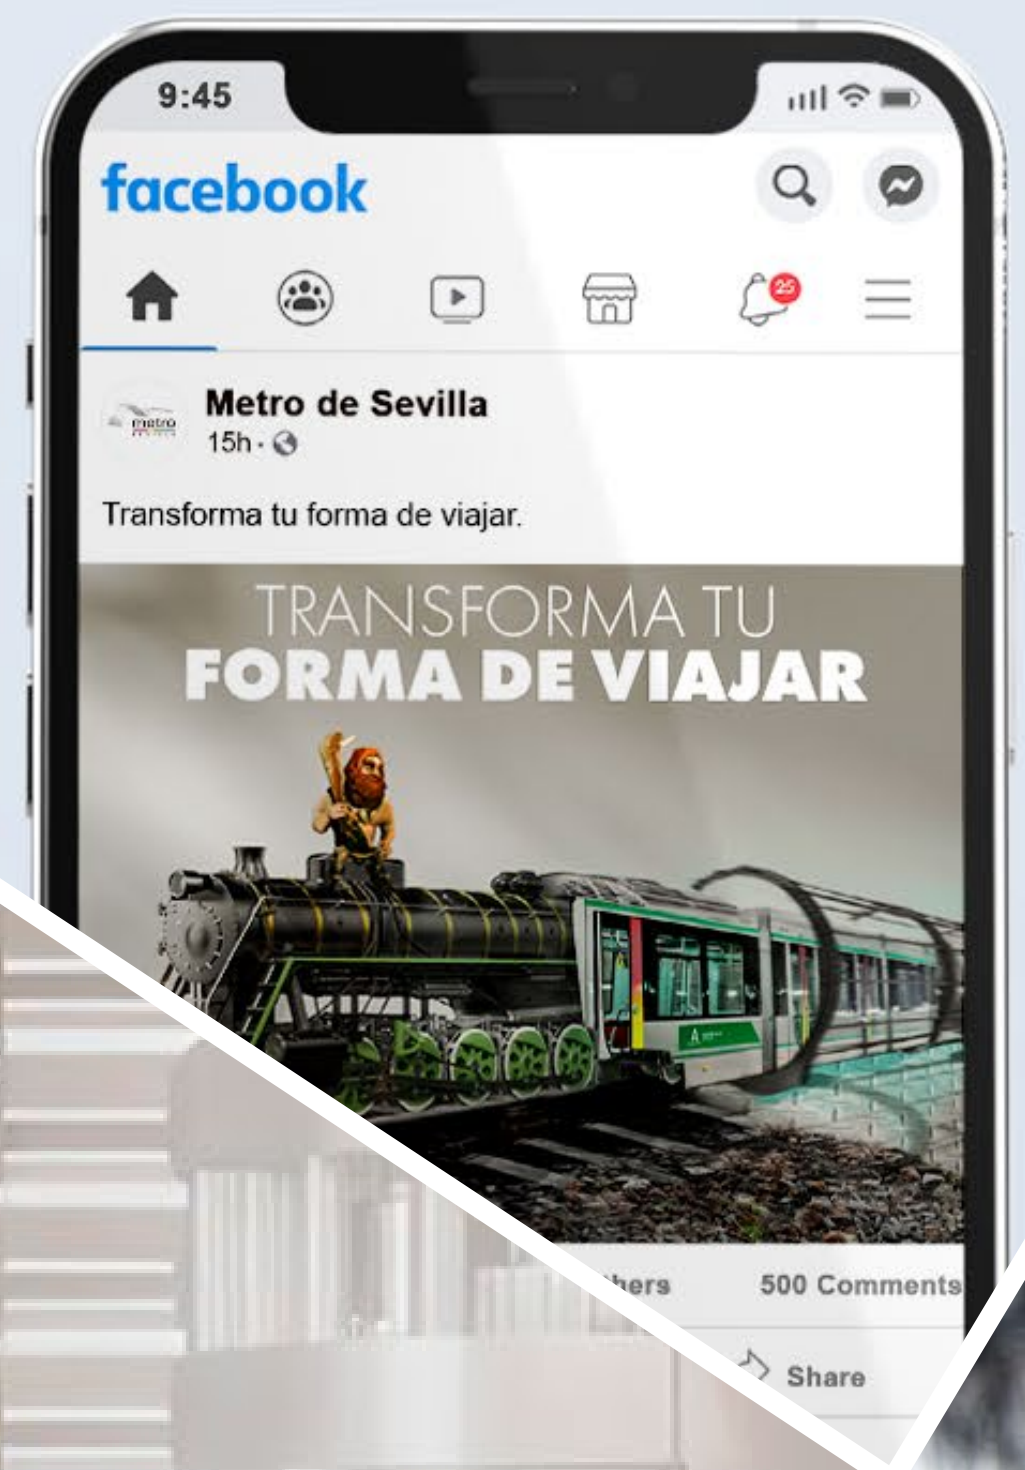 9:45
facebook
25
metro
Metro de Sevilla
15h ·
Transforma tu forma de viajar.
TRANSFORMA TU
FORMA DE VIAJAR
500 Comments
Share